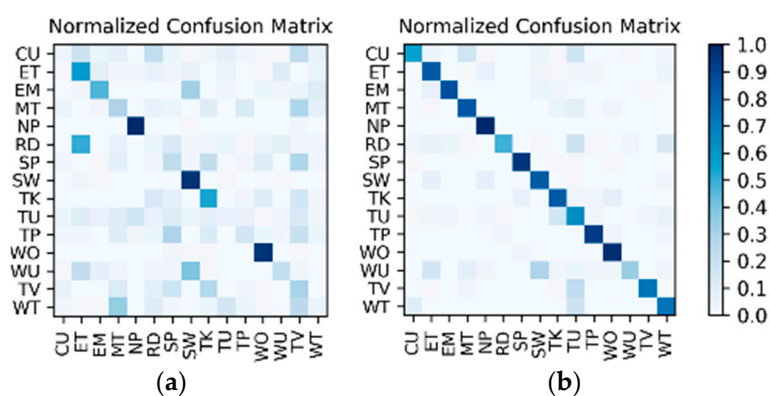 Normalized Confusion Matrix
CU
ET
EM
MT
NP
RD
SP
SW
TK
TU
TP
WO
WU
TV
WT
CU ET EM MT NP RD SP SW TK TU TP WO WU TV WT
(a)
Normalized Confusion Matrix
CU
ET
EM
MT
NP
RD
SP
SW
TK
TU
TP
WO
WU
TV
WT
CU ET EM MT NP RD SP SW TK TU TP WO WU TV WT
(b)
1.0
0.9
0.8
0.7
0.6
0.5
0.4
0.3
0.2
0.1
0.0